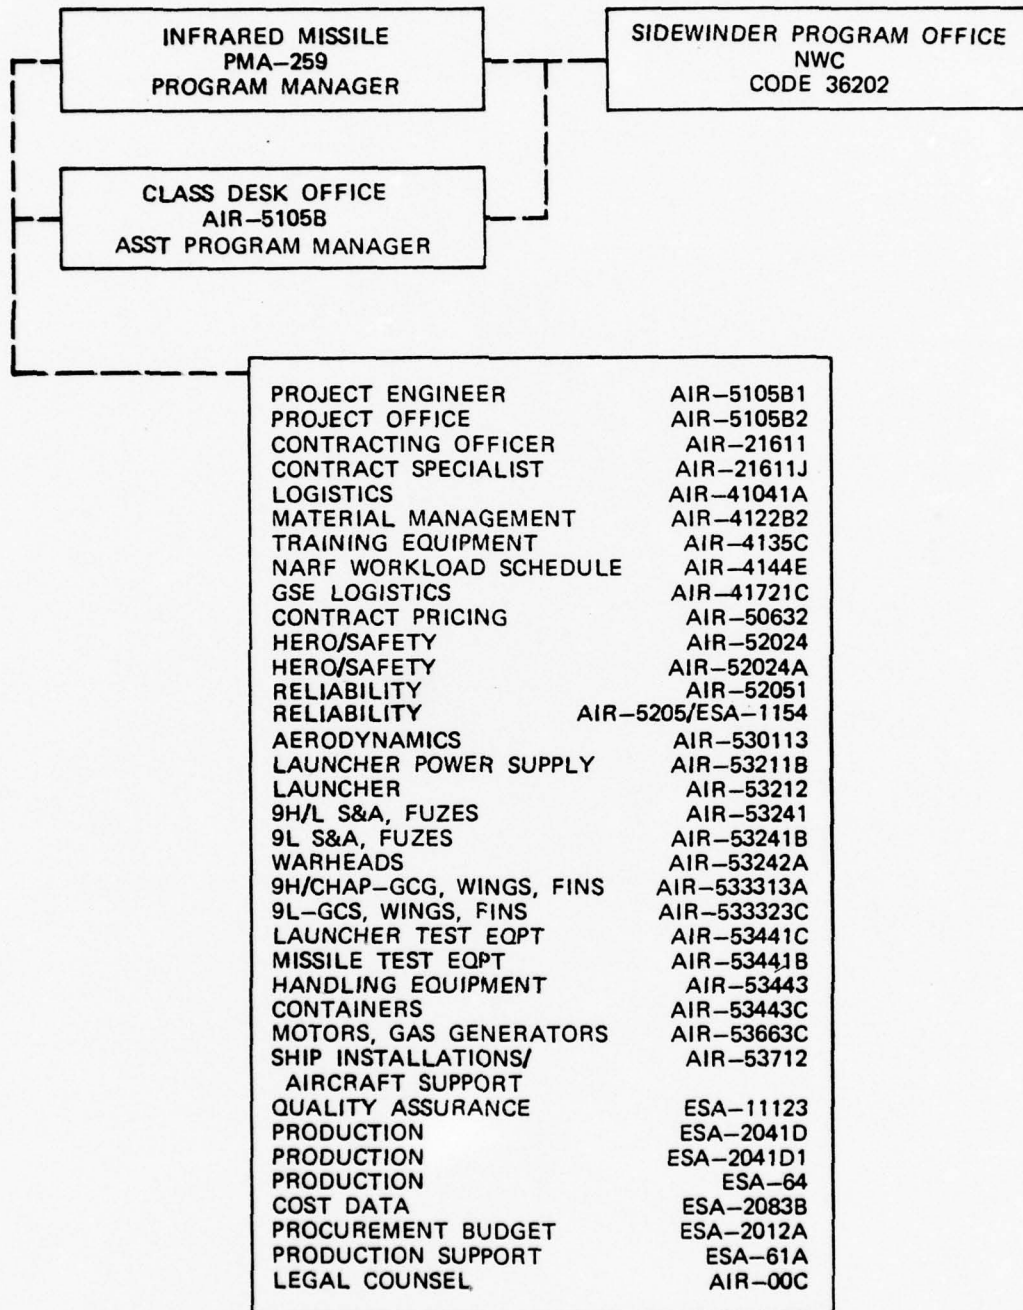 INFRARED MISSILE
PMA-259
PROGRAM MANAGER
SIDEWINDER PROGRAM OFFICE
NWC
CODE 36202
CLASS DESK OFFICE
AIR-5105B
ASST PROGRAM MANAGER
PROJECT ENGINEER AIR-5105B1
PROJECT OFFICE AIR-5105B2
CONTRACTING OFFICER AIR-21611
CONTRACT SPECIALIST AIR-21611J
LOGISTICS AIR-41041A
MATERIAL MANAGEMENT AIR-4122B2
TRAINING EQUIPMENT AIR-4135C
NARF WORKLOAD SCHEDULE AIR-4144E
GSE LOGISTICS AIR-41721C
CONTRACT PRICING AIR-50632
HERO/SAFETY AIR-52024
HERO/SAFETY AIR-52024A
RELIABILITY AIR-52051
RELIABILITY AIR-5205/ESA-1154
AERODYNAMICS AIR-530113
LAUNCHER POWER SUPPLY AIR-53211B
LAUNCHER AIR-53212
9H/L S&A, FUZES AIR-53241
9L S&A, FUZES AIR-53241B
WARHEADS AIR-53242A
9H/CHAP-GCG, WINGS, FINS AIR-533313A
9L-GCS, WINGS, FINS AIR-533323C
LAUNCHER TEST EQPT AIR-53441C
MISSILE TEST EQPT AIR-53441B
HANDLING EQUIPMENT AIR-53443
CONTAINERS AIR-53443C
MOTORS, GAS GENERATORS AIR-53663C
SHIP INSTALLATIONS/ AIR-53712
AIRCRAFT SUPPORT
QUALITY ASSURANCE ESA-11123
PRODUCTION ESA-2041D
PRODUCTION ESA-2041D1
PRODUCTION ESA-64
COST DATA ESA-2083B
PROCUREMENT BUDGET ESA-2012A
PRODUCTION SUPPORT ESA-61A
LEGAL COUNSEL AIR-00C